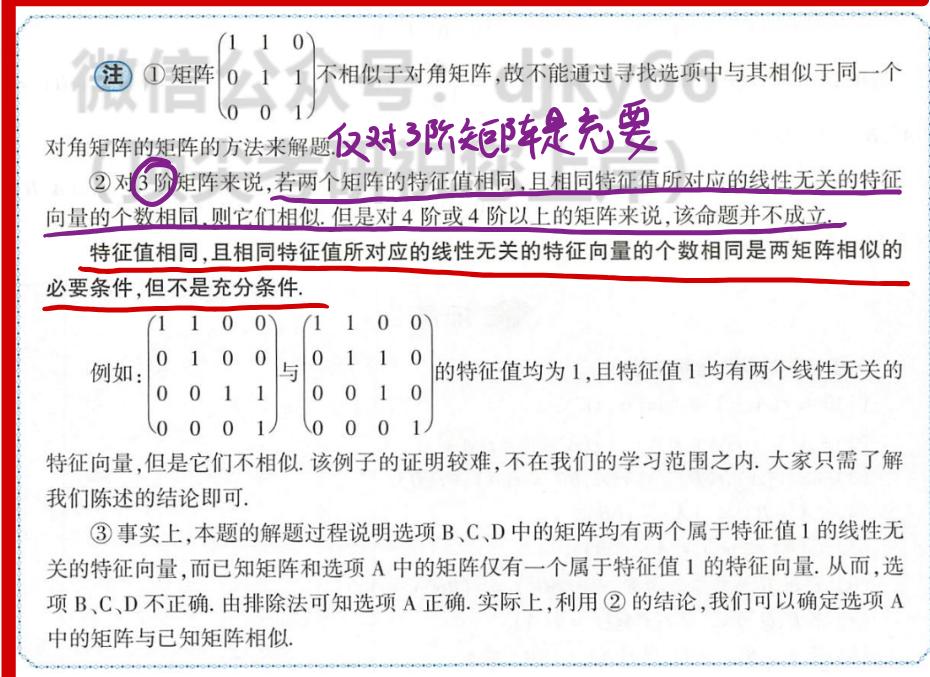 微信公众号：djky66
注 ① 矩阵 (1 1 0
0 1 1
0 0 1) 不相似于对角矩阵,故不能通过寻找选项中与其相似于同一个
对角矩阵的矩阵的方法来解题. 仅对3阶矩阵是充要
② 对 3 阶矩阵来说,若两个矩阵的特征值相同,且相同特征值所对应的线性无关的特征
向量的个数相同,则它们相似. 但是对 4 阶或 4 阶以上的矩阵来说,该命题并不成立.
特征值相同,且相同特征值所对应的线性无关的特征向量的个数相同是两矩阵相似的
必要条件,但不是充分条件.
例如: (1 1 0 0
0 1 0 0
0 0 1 1
0 0 0 1) 与 (1 1 0 0
0 1 1 0
0 0 1 0
0 0 0 1) 的特征值均为 1,且特征值 1 均有两个线性无关的
特征向量,但是它们不相似. 该例子的证明较难,不在我们的学习范围之内. 大家只需了解
我们陈述的结论即可.
③ 事实上,本题的解题过程说明选项 B、C、D 中的矩阵均有两个属于特征值 1 的线性无
关的特征向量,而已知矩阵和选项 A 中的矩阵仅有一个属于特征值 1 的特征向量. 从而,选
项 B、C、D 不正确. 由排除法可知选项 A 正确. 实际上,利用 ② 的结论,我们可以确定选项 A
中的矩阵与已知矩阵相似.